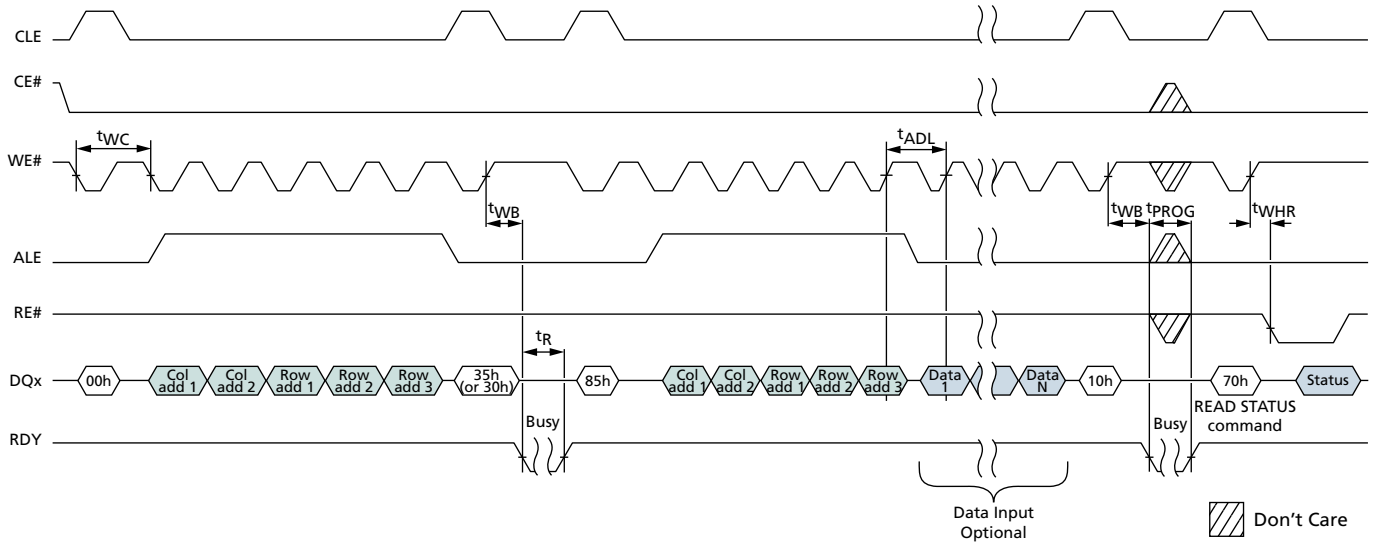 CLE
CE#
WE#
tWC
tADL
tWB
tWB
tPROG
tWHR
ALE
RE#
tR
DQx
00h
Col
add 1
Col
add 2
Row
add 1
Row
add 2
Row
add 3
35h
(or 30h)
85h
Col
add 1
Col
add 2
Row
add 1
Row
add 2
Row
add 3
Data
1
Data
N
10h
70h
Status
READ STATUS
command
Busy
Busy
RDY
Data Input
Optional
Don't Care